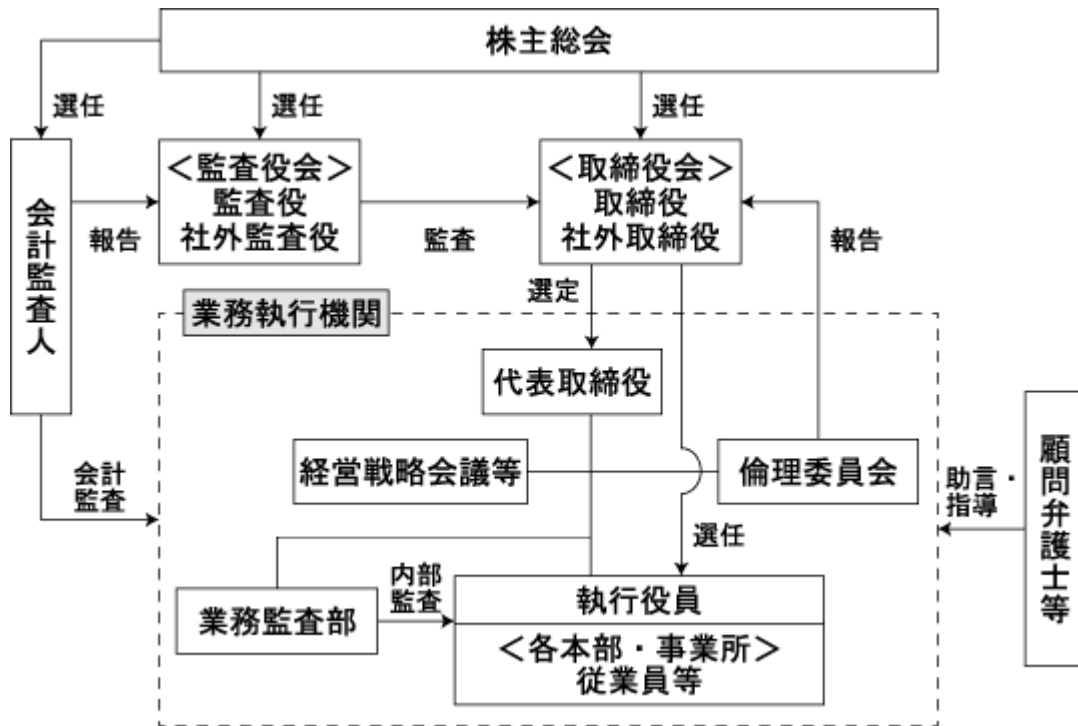 株主総会
選任
選任
選任
<監査役会>
監査役
社外監査役
<取締役会>
取締役
社外取締役
会計監査人
報告
監査
報告
選定
業務執行機関
代表取締役
経営戦略会議等
倫理委員会
会計
監査
助言・
指導
顧問弁護士等
選任
内部
監査
業務監査部
執行役員
<各本部・事業所>
従業員等